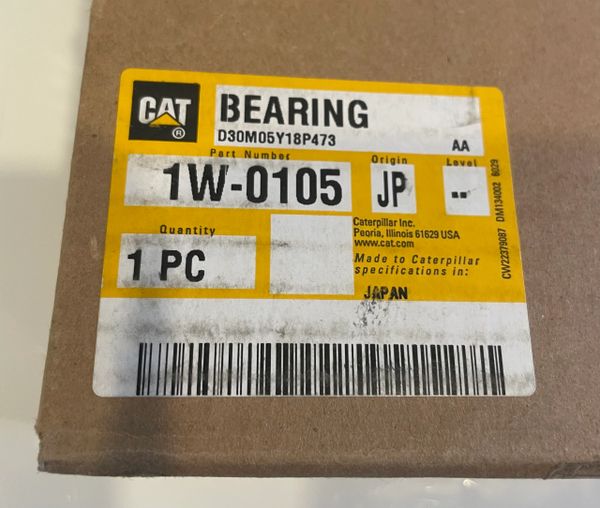 CAT
®
BEARING
D30M05Y18P473
AA
Part Number
Origin
Level
1W-0105
JP
--
Quantity
1 PC
Caterpillar Inc.
Peoria, Illinois 61629 USA
www.cat.com
Made to Caterpillar
specifications in:
JAPAN
CW22379087 DM134002 8029